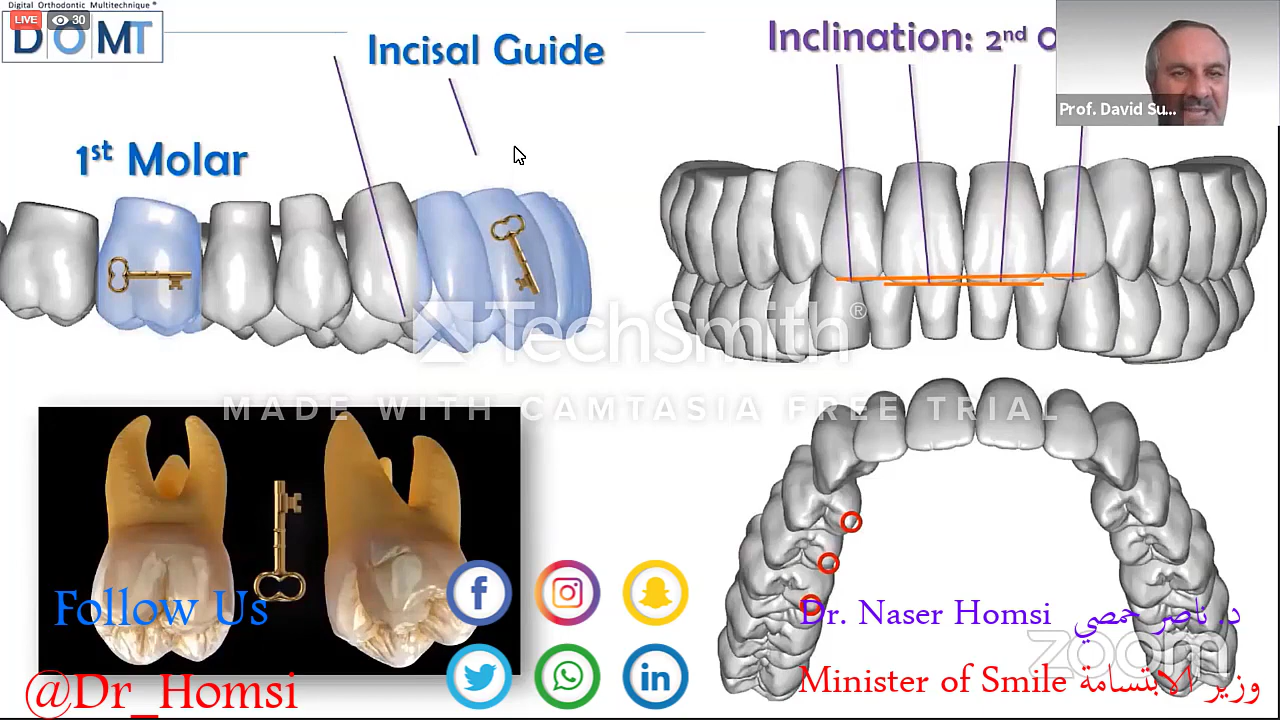 Digital Orthodontic Multitechnique®
LIVE 30
DOMT
Incisal Guide
Inclination: 2nd O
Prof. David Su...
1st Molar
TechSmith®
MADE WITH CAMTASIA FREE TRIAL
Follow Us
Dr. Naser Homsi د. ناصر حمصي
zoom
@Dr_Homsi
Minister of Smile وزير الابتسامة